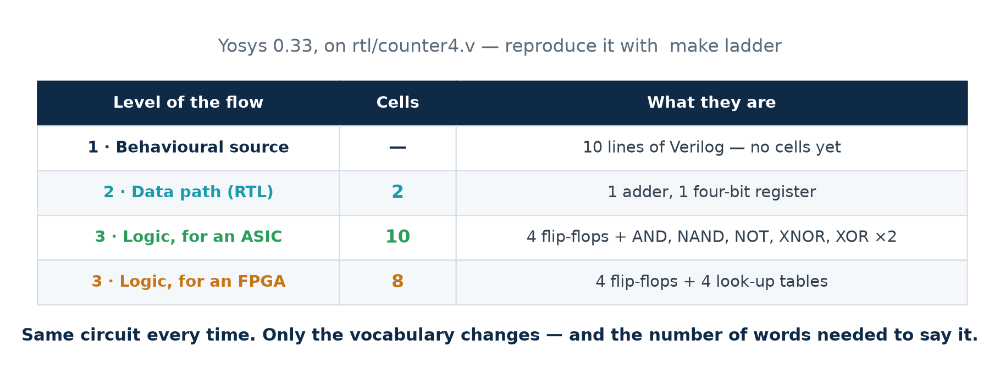 Yosys 0.33, on rtl/counter4.v — reproduce it with  make ladder
Level of the flow Cells What they are
1 · Behavioural source — 10 lines of Verilog — no cells yet
2 · Data path (RTL) 2 1 adder, 1 four-bit register
3 · Logic, for an ASIC 10 4 flip-flops + AND, NAND, NOT, XNOR, XOR ×2
3 · Logic, for an FPGA 8 4 flip-flops + 4 look-up tables
Same circuit every time. Only the vocabulary changes — and the number of words needed to say it.